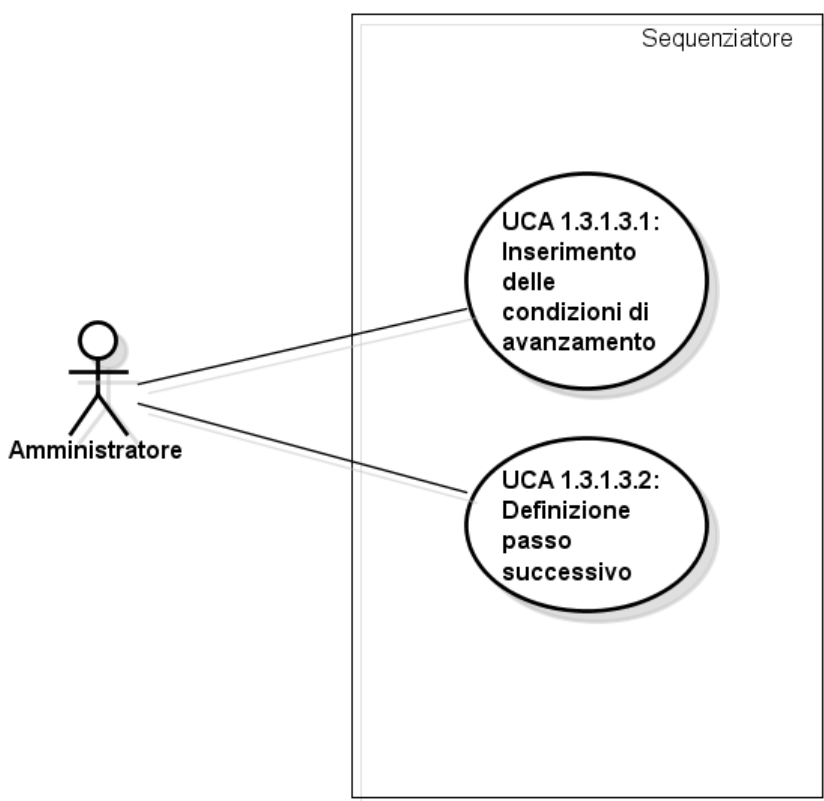 Sequenziatore
UCA 1.3.1.3.1:
Inserimento
delle
condizioni di
avanzamento
Amministratore
UCA 1.3.1.3.2:
Definizione
passo
successivo